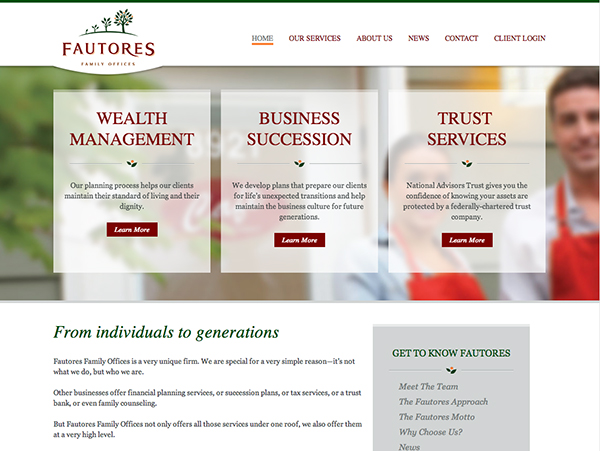 FAUTORES
FAMILY OFFICES
HOME OUR SERVICES ABOUT US NEWS CONTACT CLIENT LOGIN
WEALTH
MANAGEMENT
Our planning process helps our clients
maintain their standard of living and their
dignity.
Learn More
BUSINESS
SUCCESSION
We develop plans that prepare our clients
for life's unexpected transitions and help
maintain the business culture for future
generations.
Learn More
TRUST
SERVICES
National Advisors Trust gives you the
confidence of knowing your assets are
protected by a federally-chartered trust
company.
Learn More
8921
From individuals to generations
Fautores Family Offices is a very unique firm. We are special for a very simple reason—it's not
what we do, but who we are.
Other businesses offer financial planning services, or succession plans, or tax services, or a trust
bank, or even family counseling.
But Fautores Family Offices not only offers all those services under one roof, we also offer them
at a very high level.
GET TO KNOW FAUTORES
Meet The Team
The Fautores Approach
The Fautores Motto
Why Choose Us?
News